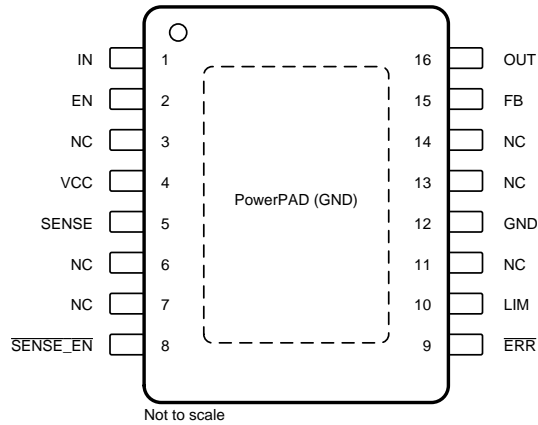 IN 1 16 OUT
EN 2 15 FB
NC 3 14 NC
VCC 4 13 NC
PowerPAD (GND)
SENSE 5 12 GND
NC 6 11 NC
NC 7 10 LIM
SENSE_EN 8 9 ERR
Not to scale